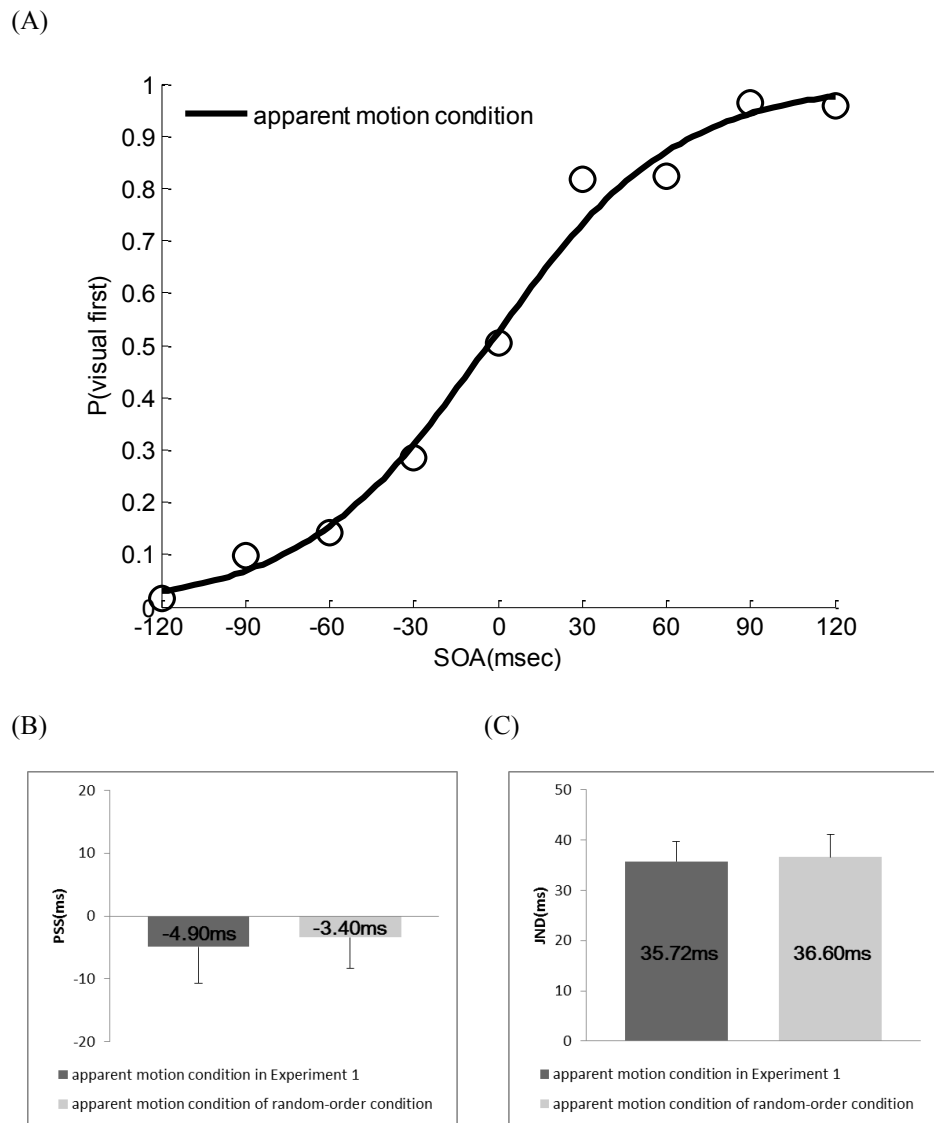 (A)
apparent motion condition
1
0.9
0.8
0.7
0.6
0.5
0.4
0.3
0.2
0.1
0
P(visual first)
-120 -90 -60 -30 0 30 60 90 120
SOA(msec)
(B)
20
10
0
-10
-20
PSS(ms)
-4.90ms -3.40ms
apparent motion condition in Experiment 1
apparent motion condition of random-order condition
(C)
50
40
30
20
10
0
JND(ms)
35.72ms 36.60ms
apparent motion condition in Experiment 1
apparent motion condition of random-order condition